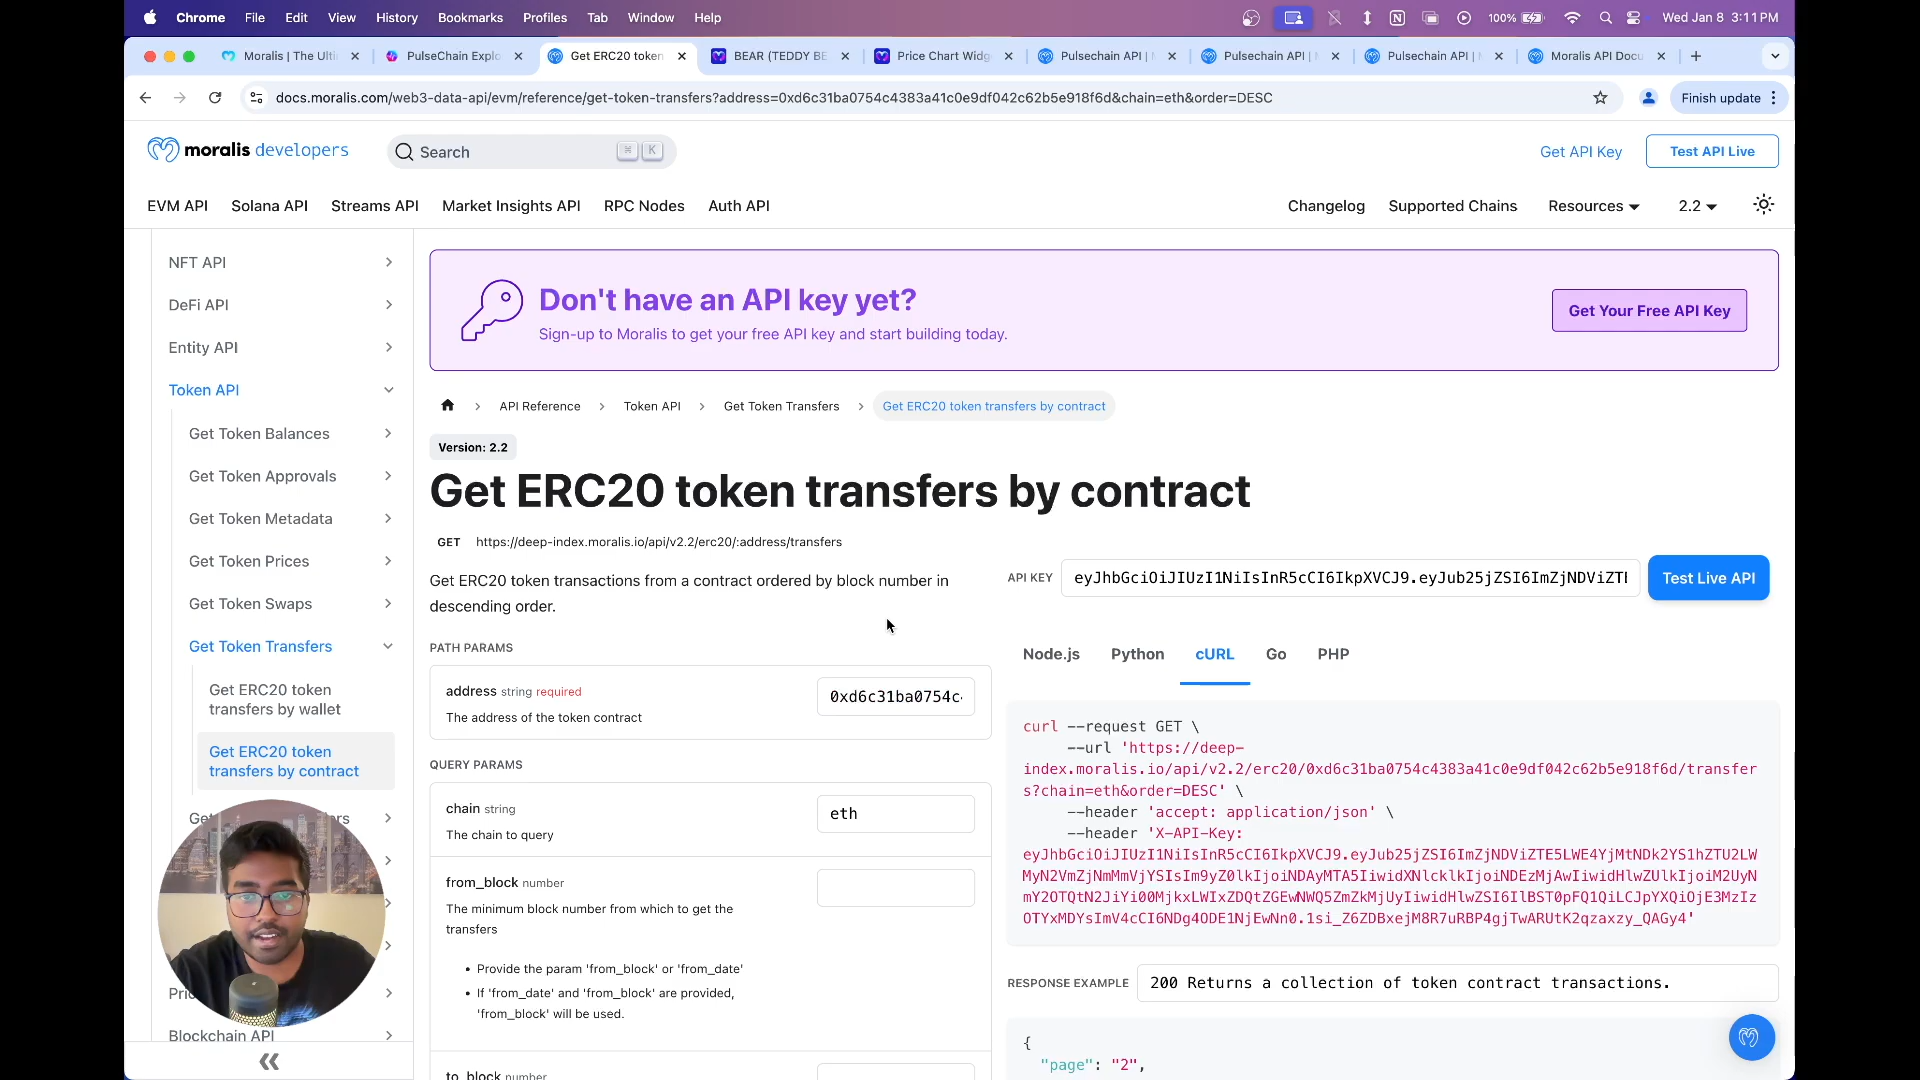 Chrome File Edit View History Bookmarks Profiles Tab Window Help 100% Wed Jan 8 3:11 PM
Moralis | The Ulti PulseChain Explo Get ERC20 token BEAR (TEDDY BE Price Chart Widg Pulsechain API | Pulsechain API | Pulsechain API | Moralis API Docu
docs.moralis.com/web3-data-api/evm/reference/get-token-transfers?address=0xd6c31ba0754c4383a41c0e9df042c62b5e918f6d&chain=eth&order=DESC Finish update
moralis developers Search ⌘ K Get API Key Test API Live
EVM API Solana API Streams API Market Insights API RPC Nodes Auth API Changelog Supported Chains Resources 2.2
NFT API
DeFi API
Entity API
Token API
Get Token Balances
Get Token Approvals
Get Token Metadata
Get Token Prices
Get Token Swaps
Get Token Transfers
Get ERC20 token
transfers by wallet
Get ERC20 token
transfers by contract
Blockchain API
Don't have an API key yet?
Sign-up to Moralis to get your free API key and start building today.
Get Your Free API Key
API Reference > Token API > Get Token Transfers > Get ERC20 token transfers by contract
Version: 2.2
Get ERC20 token transfers by contract
GET https://deep-index.moralis.io/api/v2.2/erc20/:address/transfers
Get ERC20 token transactions from a contract ordered by block number in
descending order.
PATH PARAMS
address string required 0xd6c31ba0754c
The address of the token contract
QUERY PARAMS
chain string eth
The chain to query
from_block number
The minimum block number from which to get the
transfers
• Provide the param 'from_block' or 'from_date'
• If 'from_date' and 'from_block' are provided,
'from_block' will be used.
to_block number
API KEY eyJhbGciOiJIUzI1NiIsInR5cCI6IkpXVCJ9.eyJub25jZSI6ImZjNDViZTE Test Live API
Node.js Python cURL Go PHP
curl --request GET \
--url 'https://deep-
index.moralis.io/api/v2.2/erc20/0xd6c31ba0754c4383a41c0e9df042c62b5e918f6d/transfer
s?chain=eth&order=DESC' \
--header 'accept: application/json' \
--header 'X-API-Key:
RESPONSE EXAMPLE 200 Returns a collection of token contract transactions.
{
"page": "2",